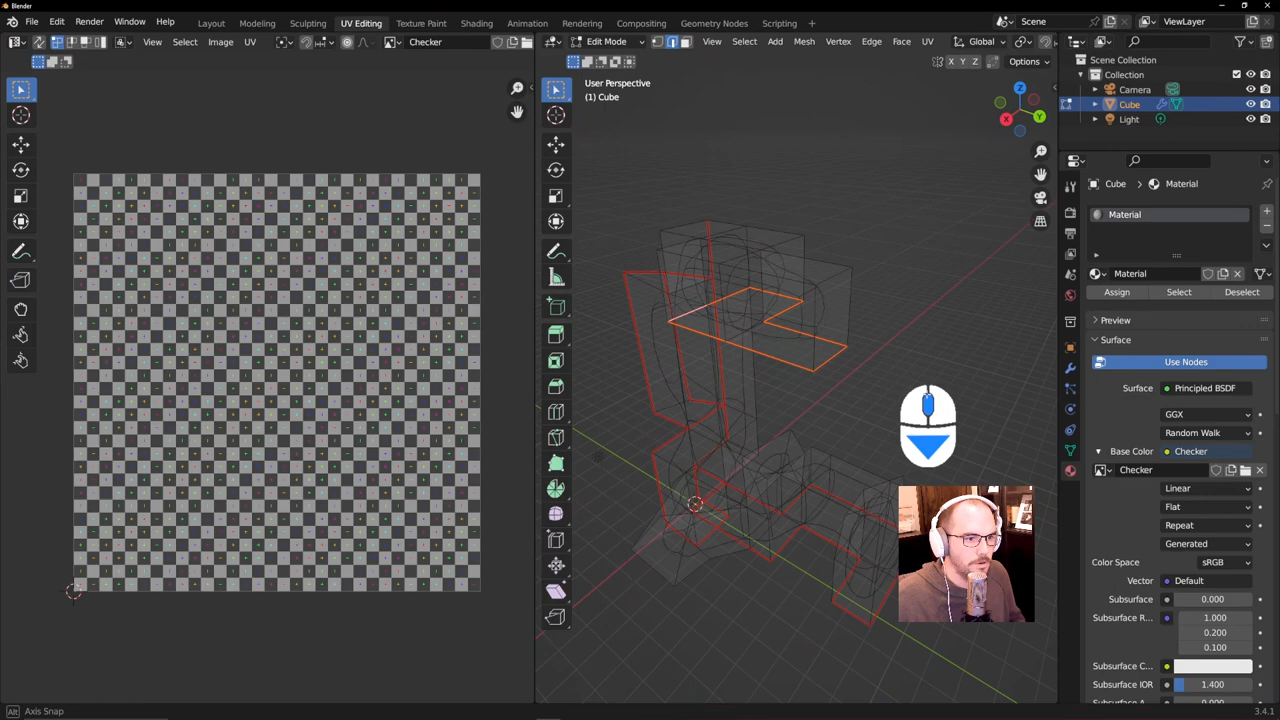 Blender
File Edit Render Window Help
Layout Modeling Sculpting UV Editing Texture Paint Shading Animation Rendering Compositing Geometry Nodes Scripting +
Scene
ViewLayer
View Select Image UV
Checker
Edit Mode
View Select Add Mesh Vertex Edge Face UV
Global
X Y Z
Options
User Perspective
(1) Cube
Z
Y
X
Scene Collection
Collection
Camera
Cube
Light
Cube > Material
Material
Material
Assign Select Deselect
Preview
Surface
Use Nodes
Surface Principled BSDF
GGX
Random Walk
Base Color Checker
Checker
Linear
Flat
Repeat
Generated
Color Space sRGB
Vector Default
Subsurface 0.000
Subsurface R... 1.000
0.200
0.100
Subsurface C...
Subsurface IOR 1.400
Subsurface A... 0.000
Axis Snap
3.4.1